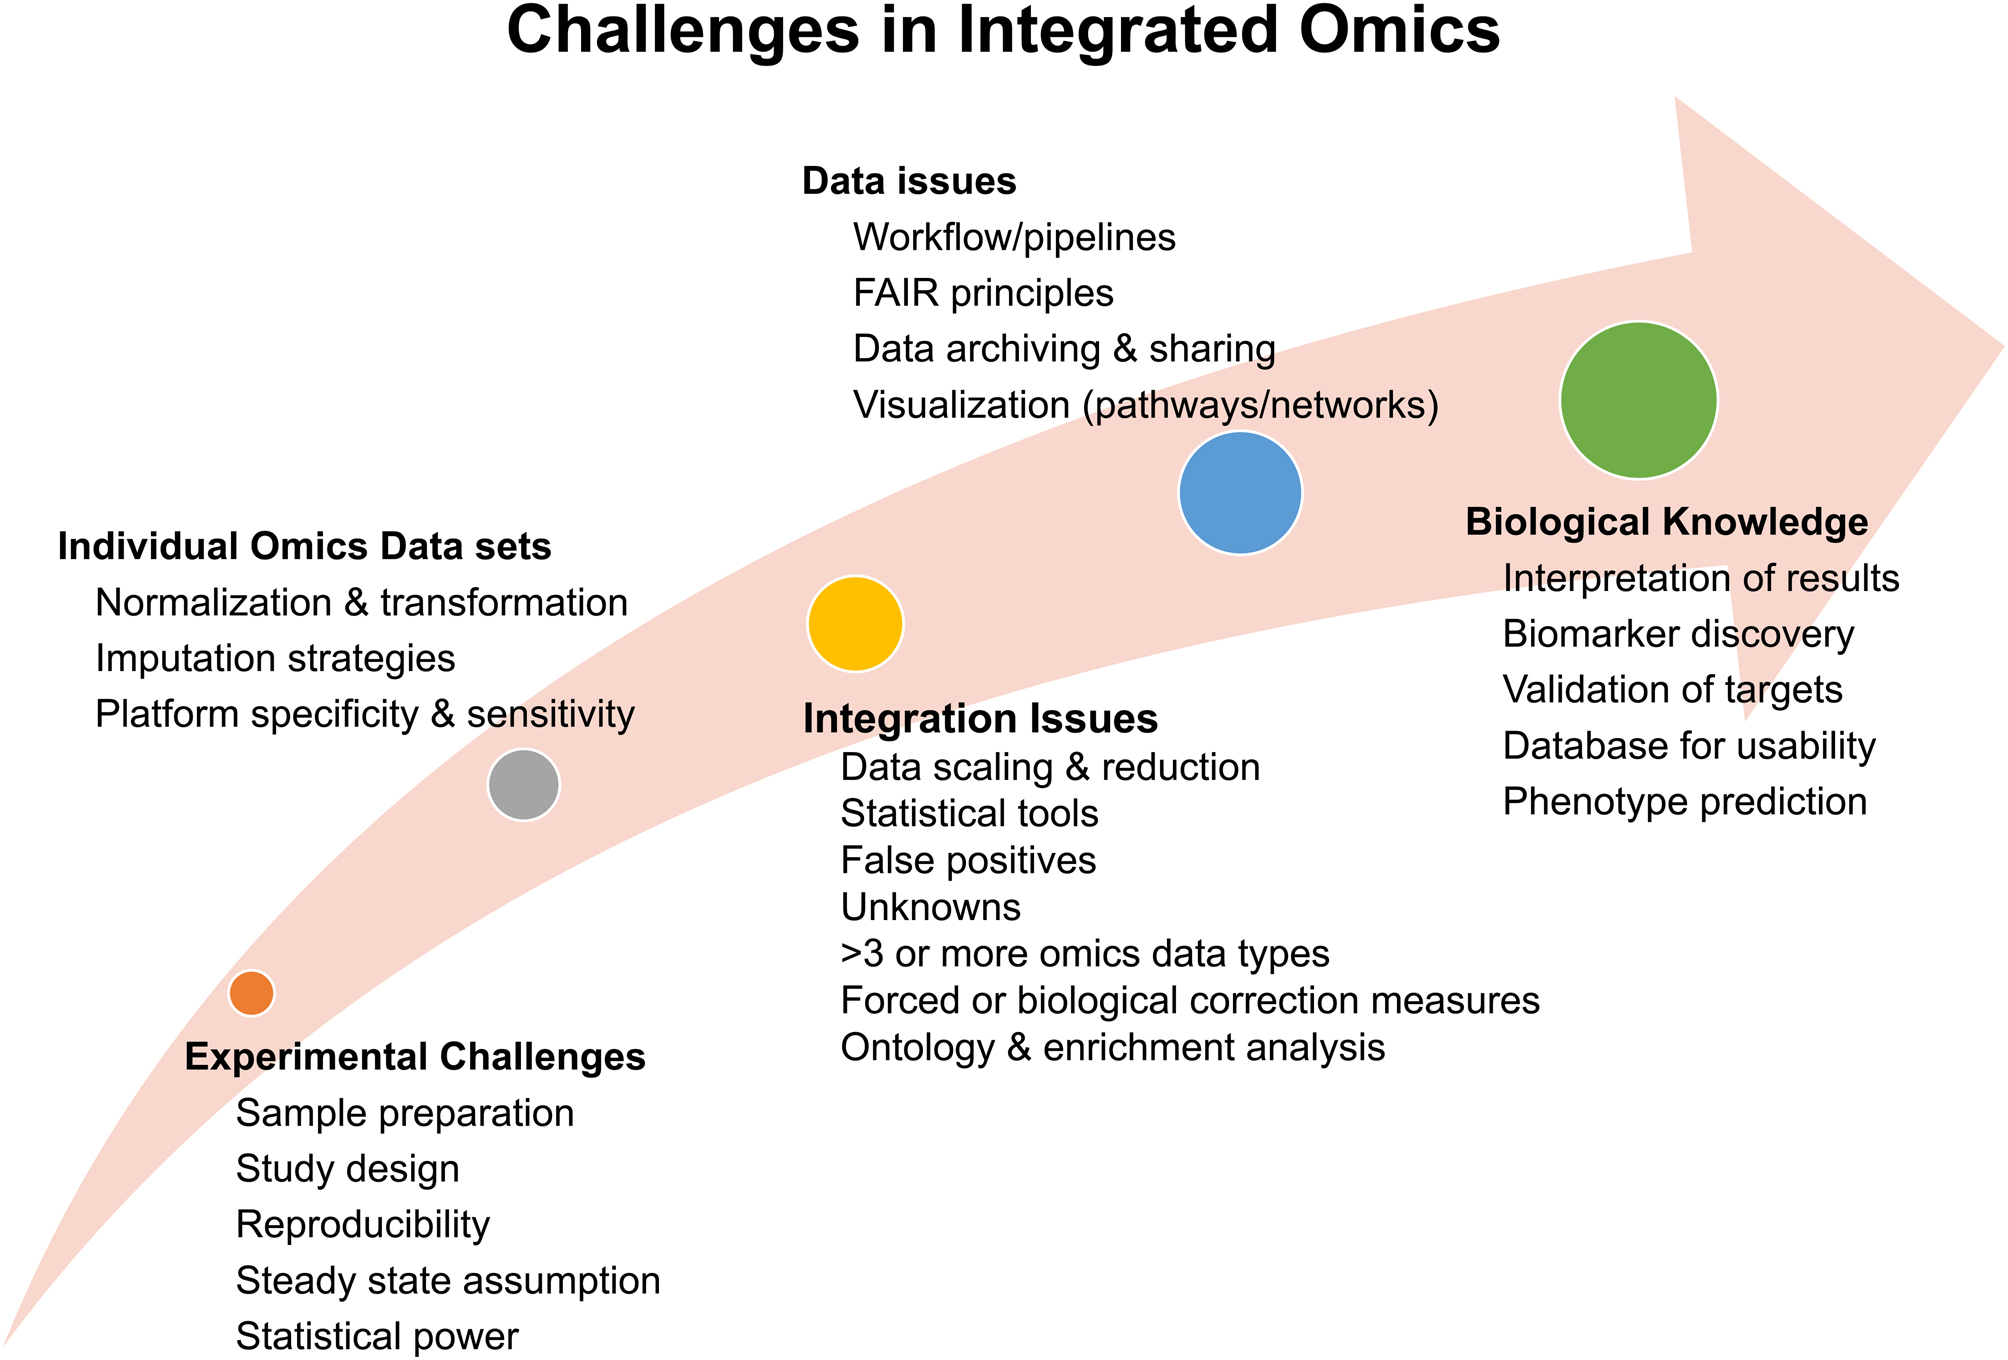 Challenges in Integrated Omics
Data issues
Workflow/pipelines
FAIR principles
Data archiving & sharing
Visualization (pathways/networks)
Individual Omics Data sets
Normalization & transformation
Imputation strategies
Platform specificity & sensitivity
Biological Knowledge
Interpretation of results
Biomarker discovery
Validation of targets
Database for usability
Phenotype prediction
Integration Issues
Data scaling & reduction
Statistical tools
False positives
Unknowns
>3 or more omics data types
Forced or biological correction measures
Ontology & enrichment analysis
Experimental Challenges
Sample preparation
Study design
Reproducibility
Steady state assumption
Statistical power